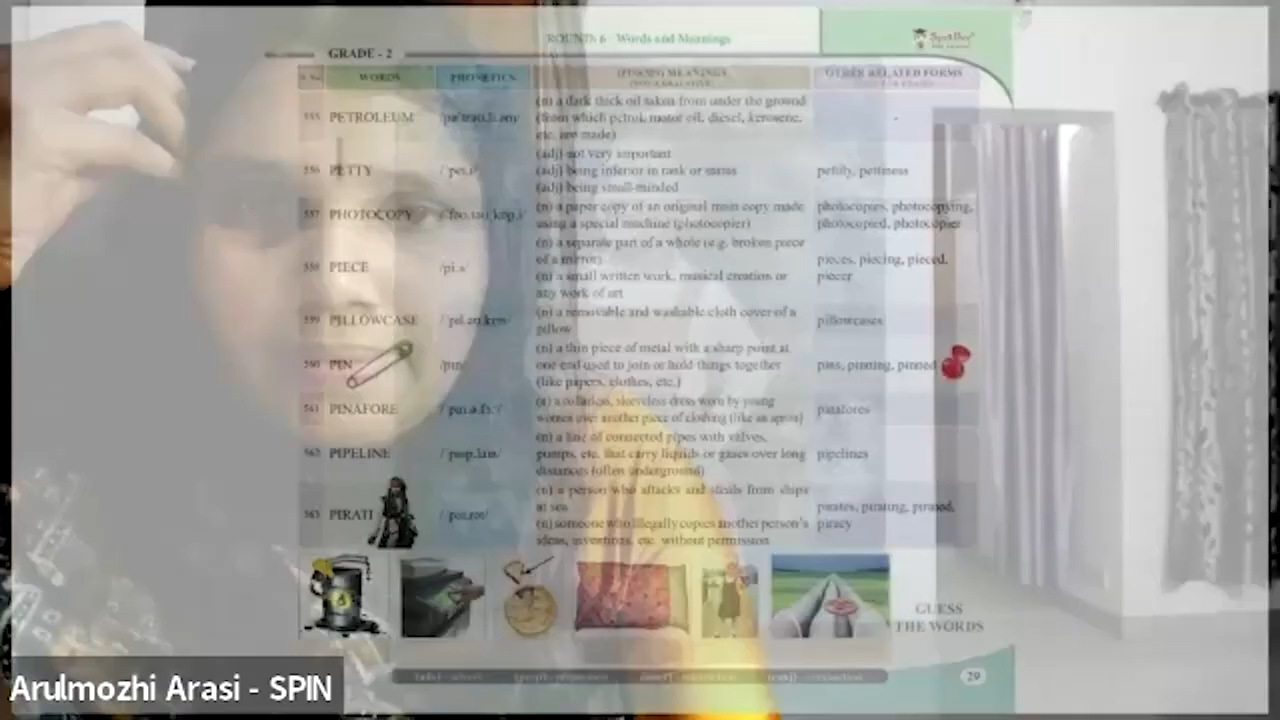 ROUNDS 6 Words and Meanings
GRADE - 2
WORDS PHONETICS (POEMPS) MEANINGS OTHER RELATED FORMS
555 PETROLEUM (n) a dark thick oil taken from under the ground -
(from which petrol, motor oil, diesel, kerosene,
etc. are made)
(adj) not very important
556 PETTY (adj) being inferior in rank or status pettily, pettiness
(adj) being small-minded
557 PHOTOCOPY (n) a paper copy of an original main copy made photocopies, photocopying,
using a special machine (photocopier) photocopied, photocopier
(n) a separate part of a whole (e.g. broken piece
of a mirror)
558 PIECE /pi:s/ pieces, piecing, pieced,
(n) a small written work, musical creation or piecer
any work of art
559 PILLOWCASE (n) a removable and washable cloth cover of a pillowcases
pillow
(n) a thin piece of metal with a sharp point at
560 PIN /pin/ one end used to join or hold things together pins, pinning, pinned
(like papers, clothes, etc.)
561 PINAFORE (n) a collarless, sleeveless dress worn by young pinafores
women over another piece of clothing (like an apron)
(n) a line of connected pipes with valves,
562 PIPELINE pumps, etc. that carry liquids or gases over long pipelines
distances (often underground)
(n) a person who attacks and steals from ships
at sea
563 PIRAT pirates, pirating, pirated,
(n) someone who illegally copies another person's piracy
ideas, inventions, etc. without permission
GUESS
THE WORDS
29
Arulmozhi Arasi - SPIN